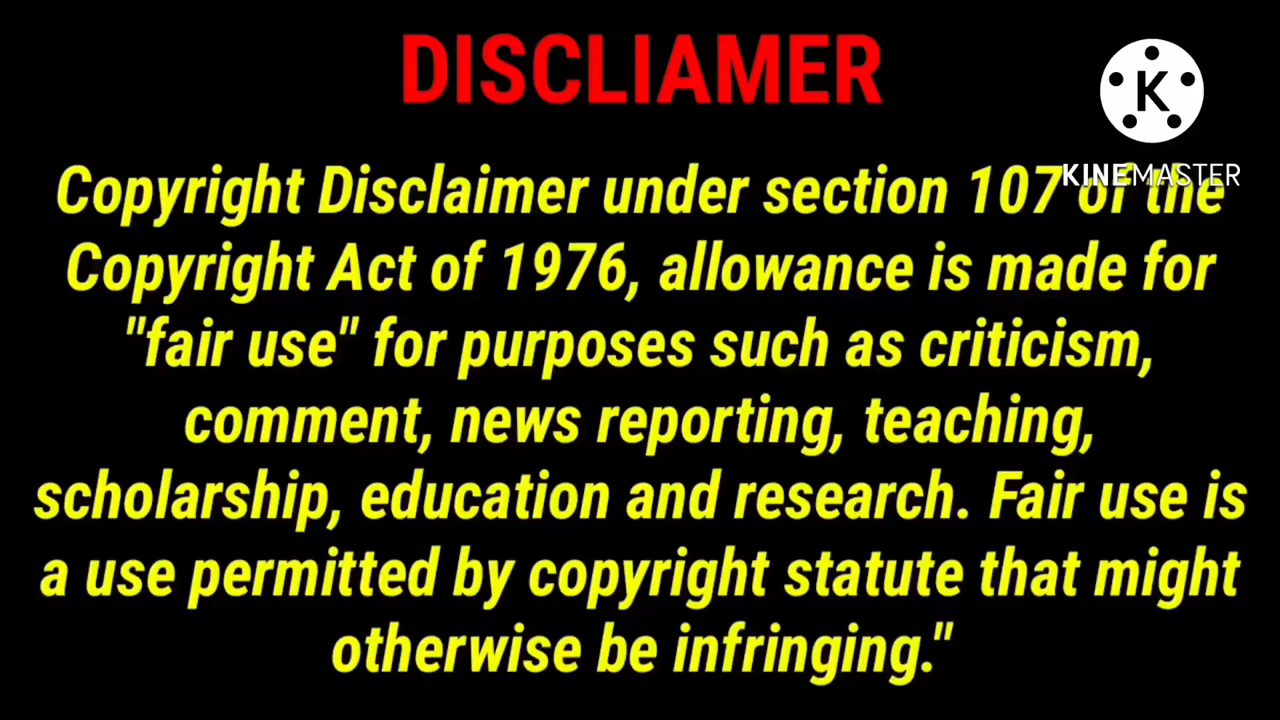 DISCLIAMER
K
KINEMASTER
Copyright Disclaimer under section 107 of the
Copyright Act of 1976, allowance is made for
"fair use" for purposes such as criticism,
comment, news reporting, teaching,
scholarship, education and research. Fair use is
a use permitted by copyright statute that might
otherwise be infringing."